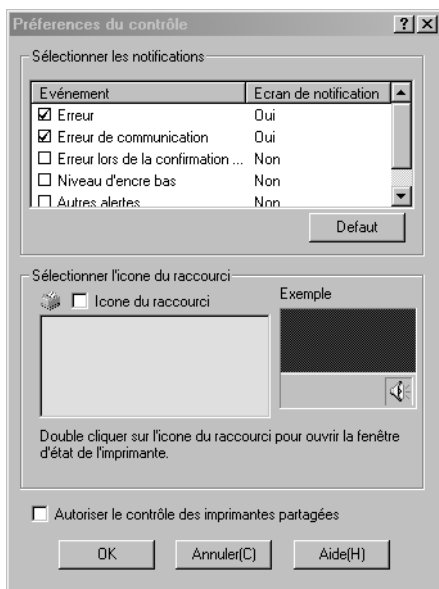 Préferences du contrôle
Sélectionner les notifications
Evénement Ecran de notification
Erreur Oui
Erreur de communication Oui
Erreur lors de la confirmation ... Non
Niveau d'encre bas Non
Autres alertes Non
Defaut
Sélectionner l'icone du raccourci
Icone du raccourci
Exemple
Double cliquer sur l'icone du raccourci pour ouvrir la fenêtre
d'état de l'imprimante.
Autoriser le contrôle des imprimantes partagées
OK Annuler(C) Aide(H)